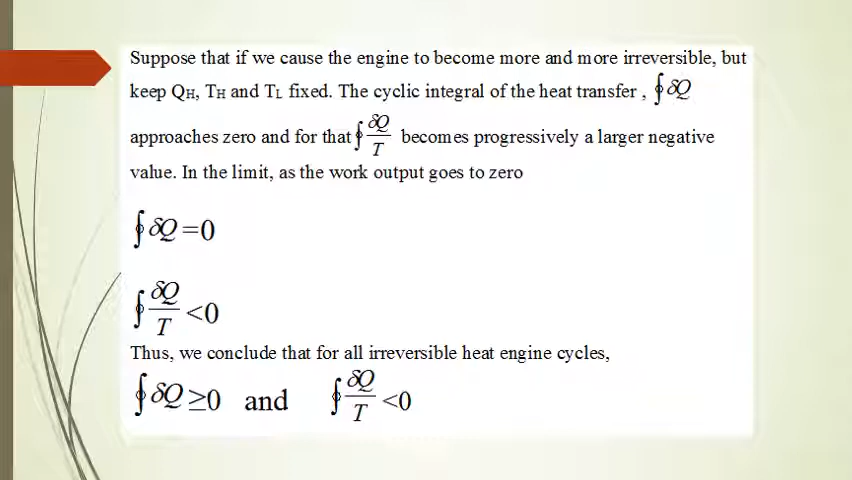 Suppose that if we cause the engine to become more and more irreversible, but
keep QH, TH and TL fixed. The cyclic integral of the heat transfer , ∮δQ
approaches zero and for that ∮δQ/T becomes progressively a larger negative
value. In the limit, as the work output goes to zero
∮δQ=0
∮δQ/T<0
Thus, we conclude that for all irreversible heat engine cycles,
∮δQ≥0 and ∮δQ/T<0